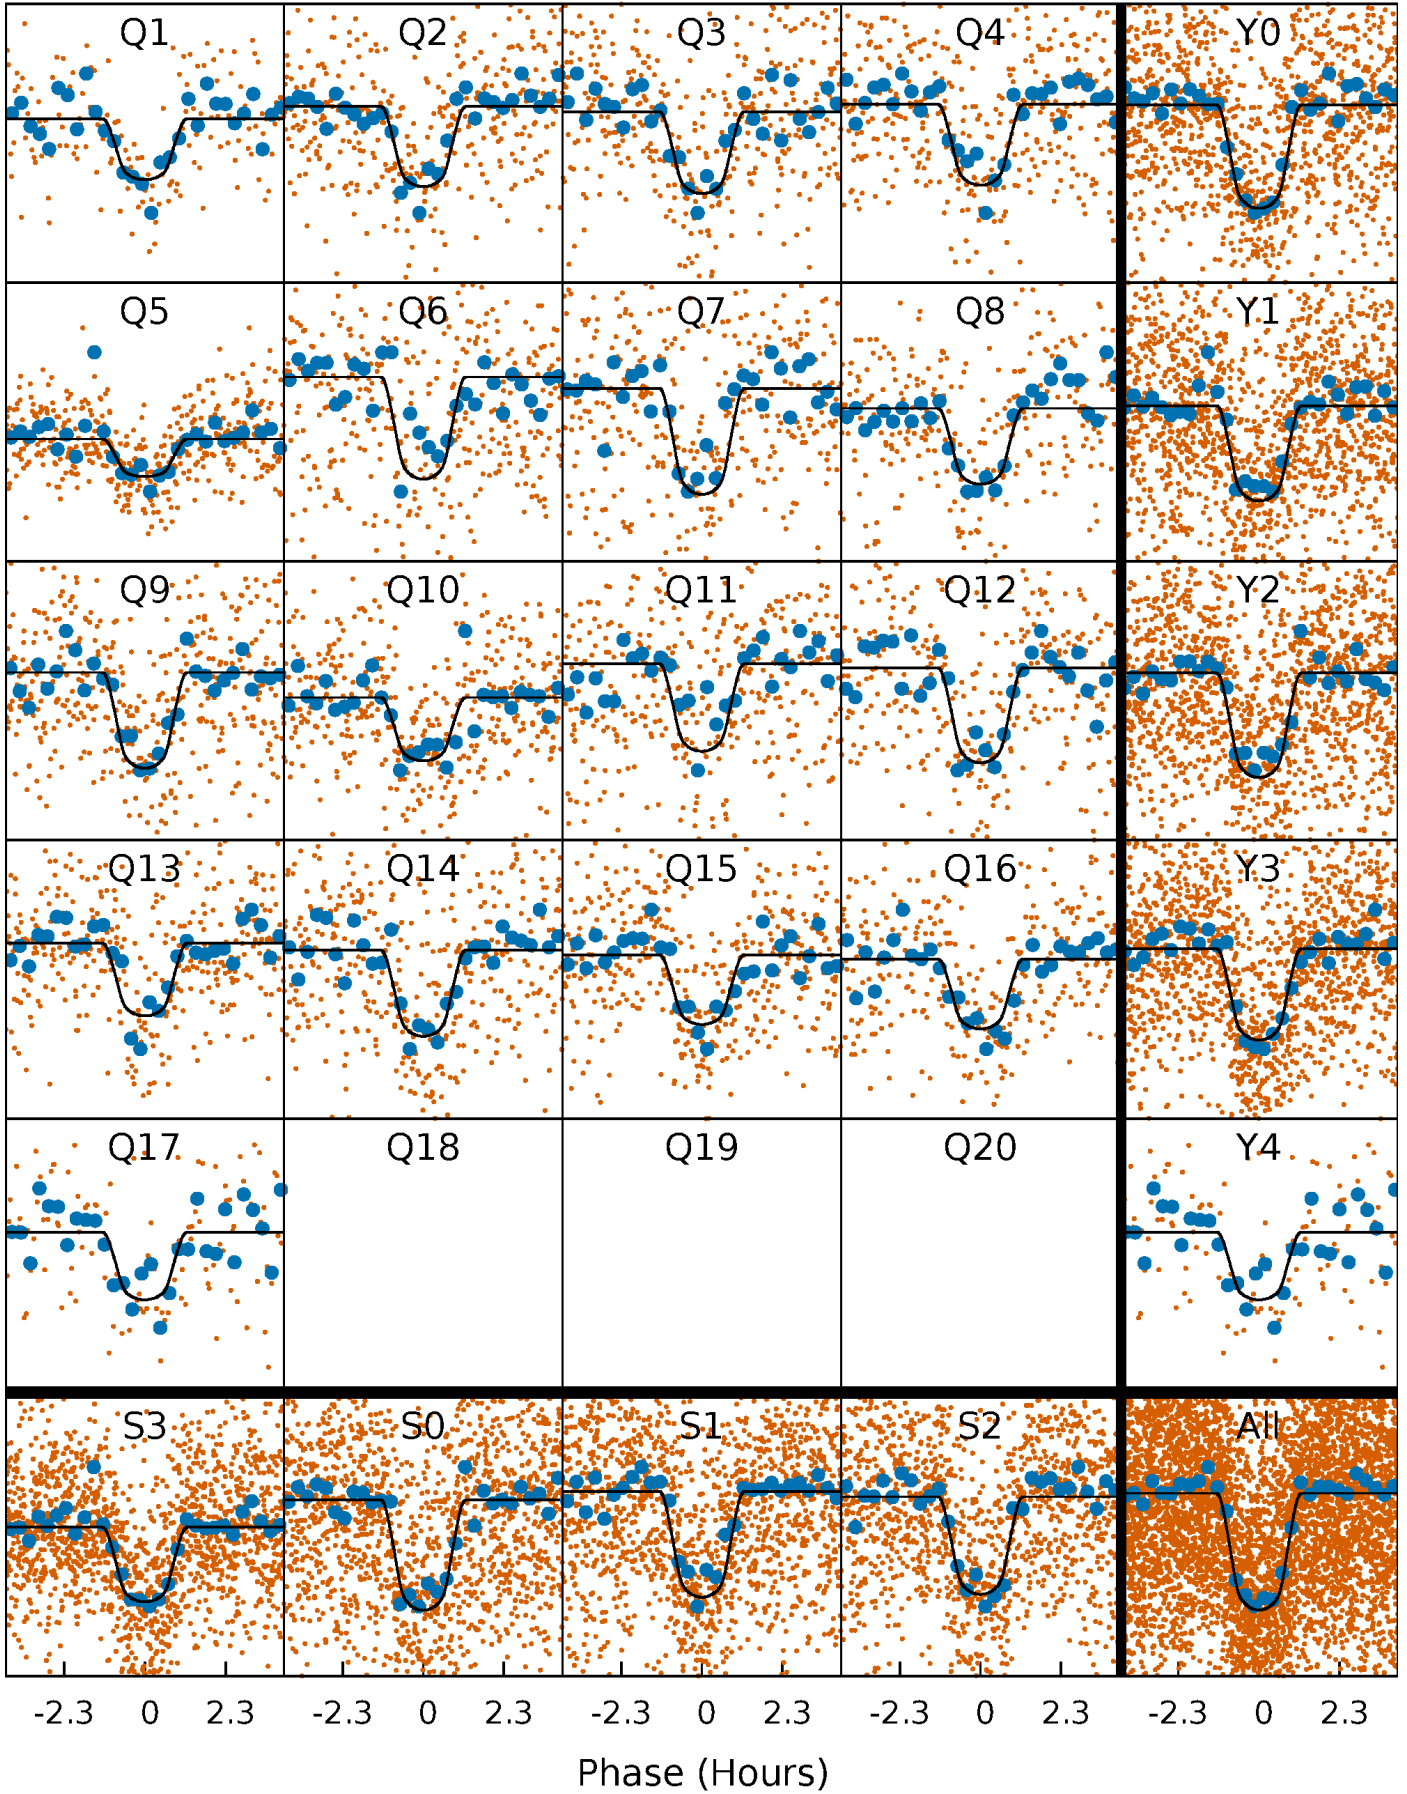 Q1 Q2 Q3 Q4 Y0
Q5 Q6 Q7 Q8 Y1
Q9 Q10 Q11 Q12 Y2
Q13 Q14 Q15 Q16 Y3
Q17 Q18 Q19 Q20 Y4
S3 S0 S1 S2 All
-2.3 0 2.3 -2.3 0 2.3 -2.3 0 2.3 -2.3 0 2.3 -2.3 0 2.3
Phase (Hours)